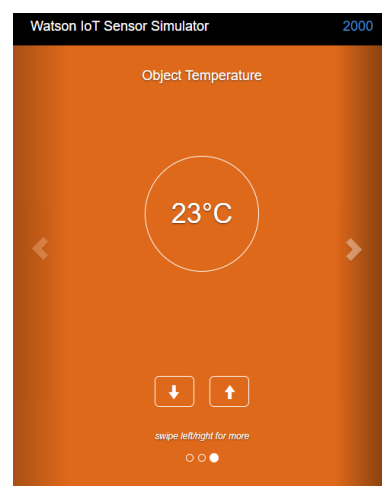 Watson IoT Sensor Simulator 2000
Object Temperature
23°C
swipe left/right for more